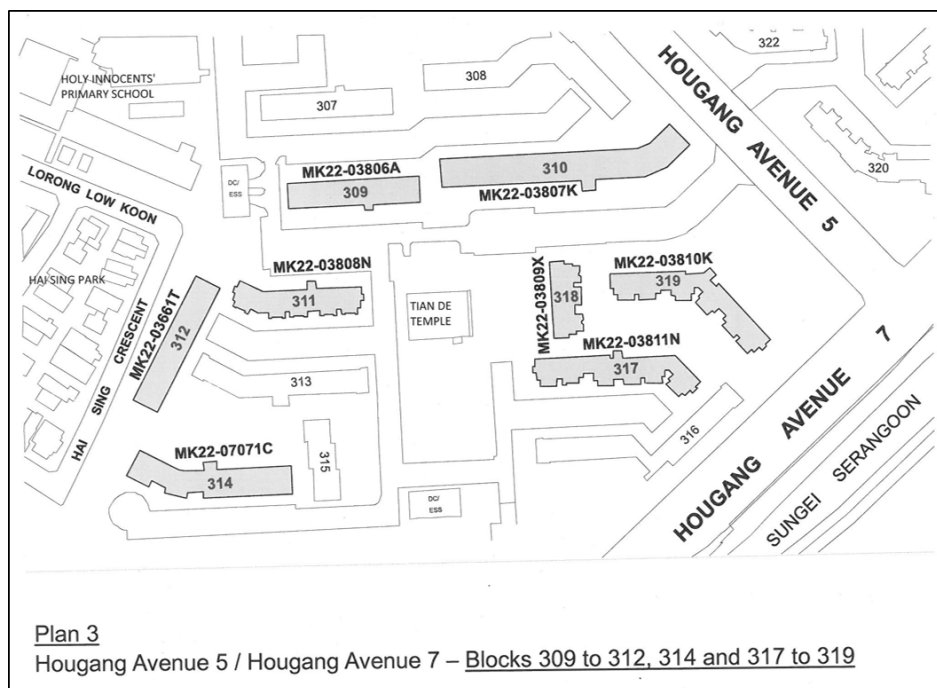 322
HOUGANG AVENUE 5
308
HOLY INNOCENTS'
PRIMARY SCHOOL
307
320
MK22-03806A
310
DC/
ESS
309
MK22-03807K
LORONG LOW KOON
MK22-03808N
MK22-03809X
MK22-03810K
HAI SING PARK
311
318
319
TIAN DE
TEMPLE
MK22-03661T
312
HAI SING CRESCENT
MK22-03811N
317
313
HOUGANG AVENUE 7
316
MK22-07071C
315
314
SUNGEI SERANGOON
DC/
ESS
Plan 3
Hougang Avenue 5 / Hougang Avenue 7 – Blocks 309 to 312, 314 and 317 to 319